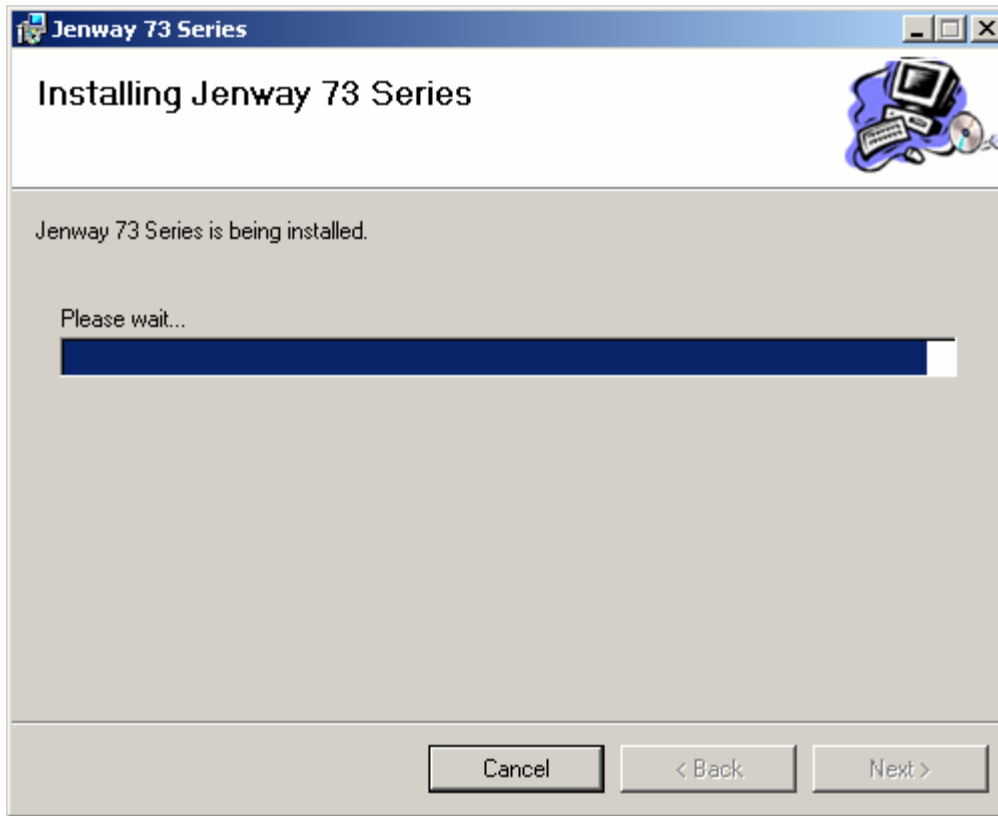 Jenway 73 Series
Installing Jenway 73 Series
Jenway 73 Series is being installed.
Please wait...
Cancel
< Back
Next >